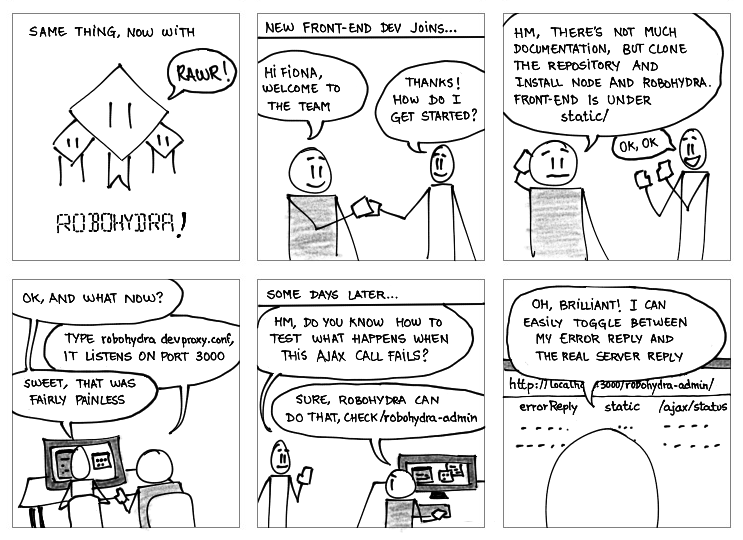 SAME THING, NOW WITH
RAWR!
ROBOHYDRA!
NEW FRONT-END DEV JOINS...
HI FIONA,
WELCOME TO
THE TEAM
THANKS!
HOW DO I
GET STARTED?
HM, THERE'S NOT MUCH
DOCUMENTATION, BUT CLONE
THE REPOSITORY AND
INSTALL NODE AND ROBOHYDRA.
FRONT-END IS UNDER
static/
OK, OK
OK, AND WHAT NOW?
TYPE robohydra devproxy.conf,
IT LISTENS ON PORT 3000
SWEET, THAT WAS
FAIRLY PAINLESS
SOME DAYS LATER...
HM, DO YOU KNOW HOW TO
TEST WHAT HAPPENS WHEN
THIS AJAX CALL FAILS?
SURE, ROBOHYDRA CAN
DO THAT, CHECK /robohydra-admin
OH, BRILLIANT! I CAN
EASILY TOGGLE BETWEEN
MY ERROR REPLY AND
THE REAL SERVER REPLY
http://localho :3000/robohydra-admin/
errorReply static /ajax/status